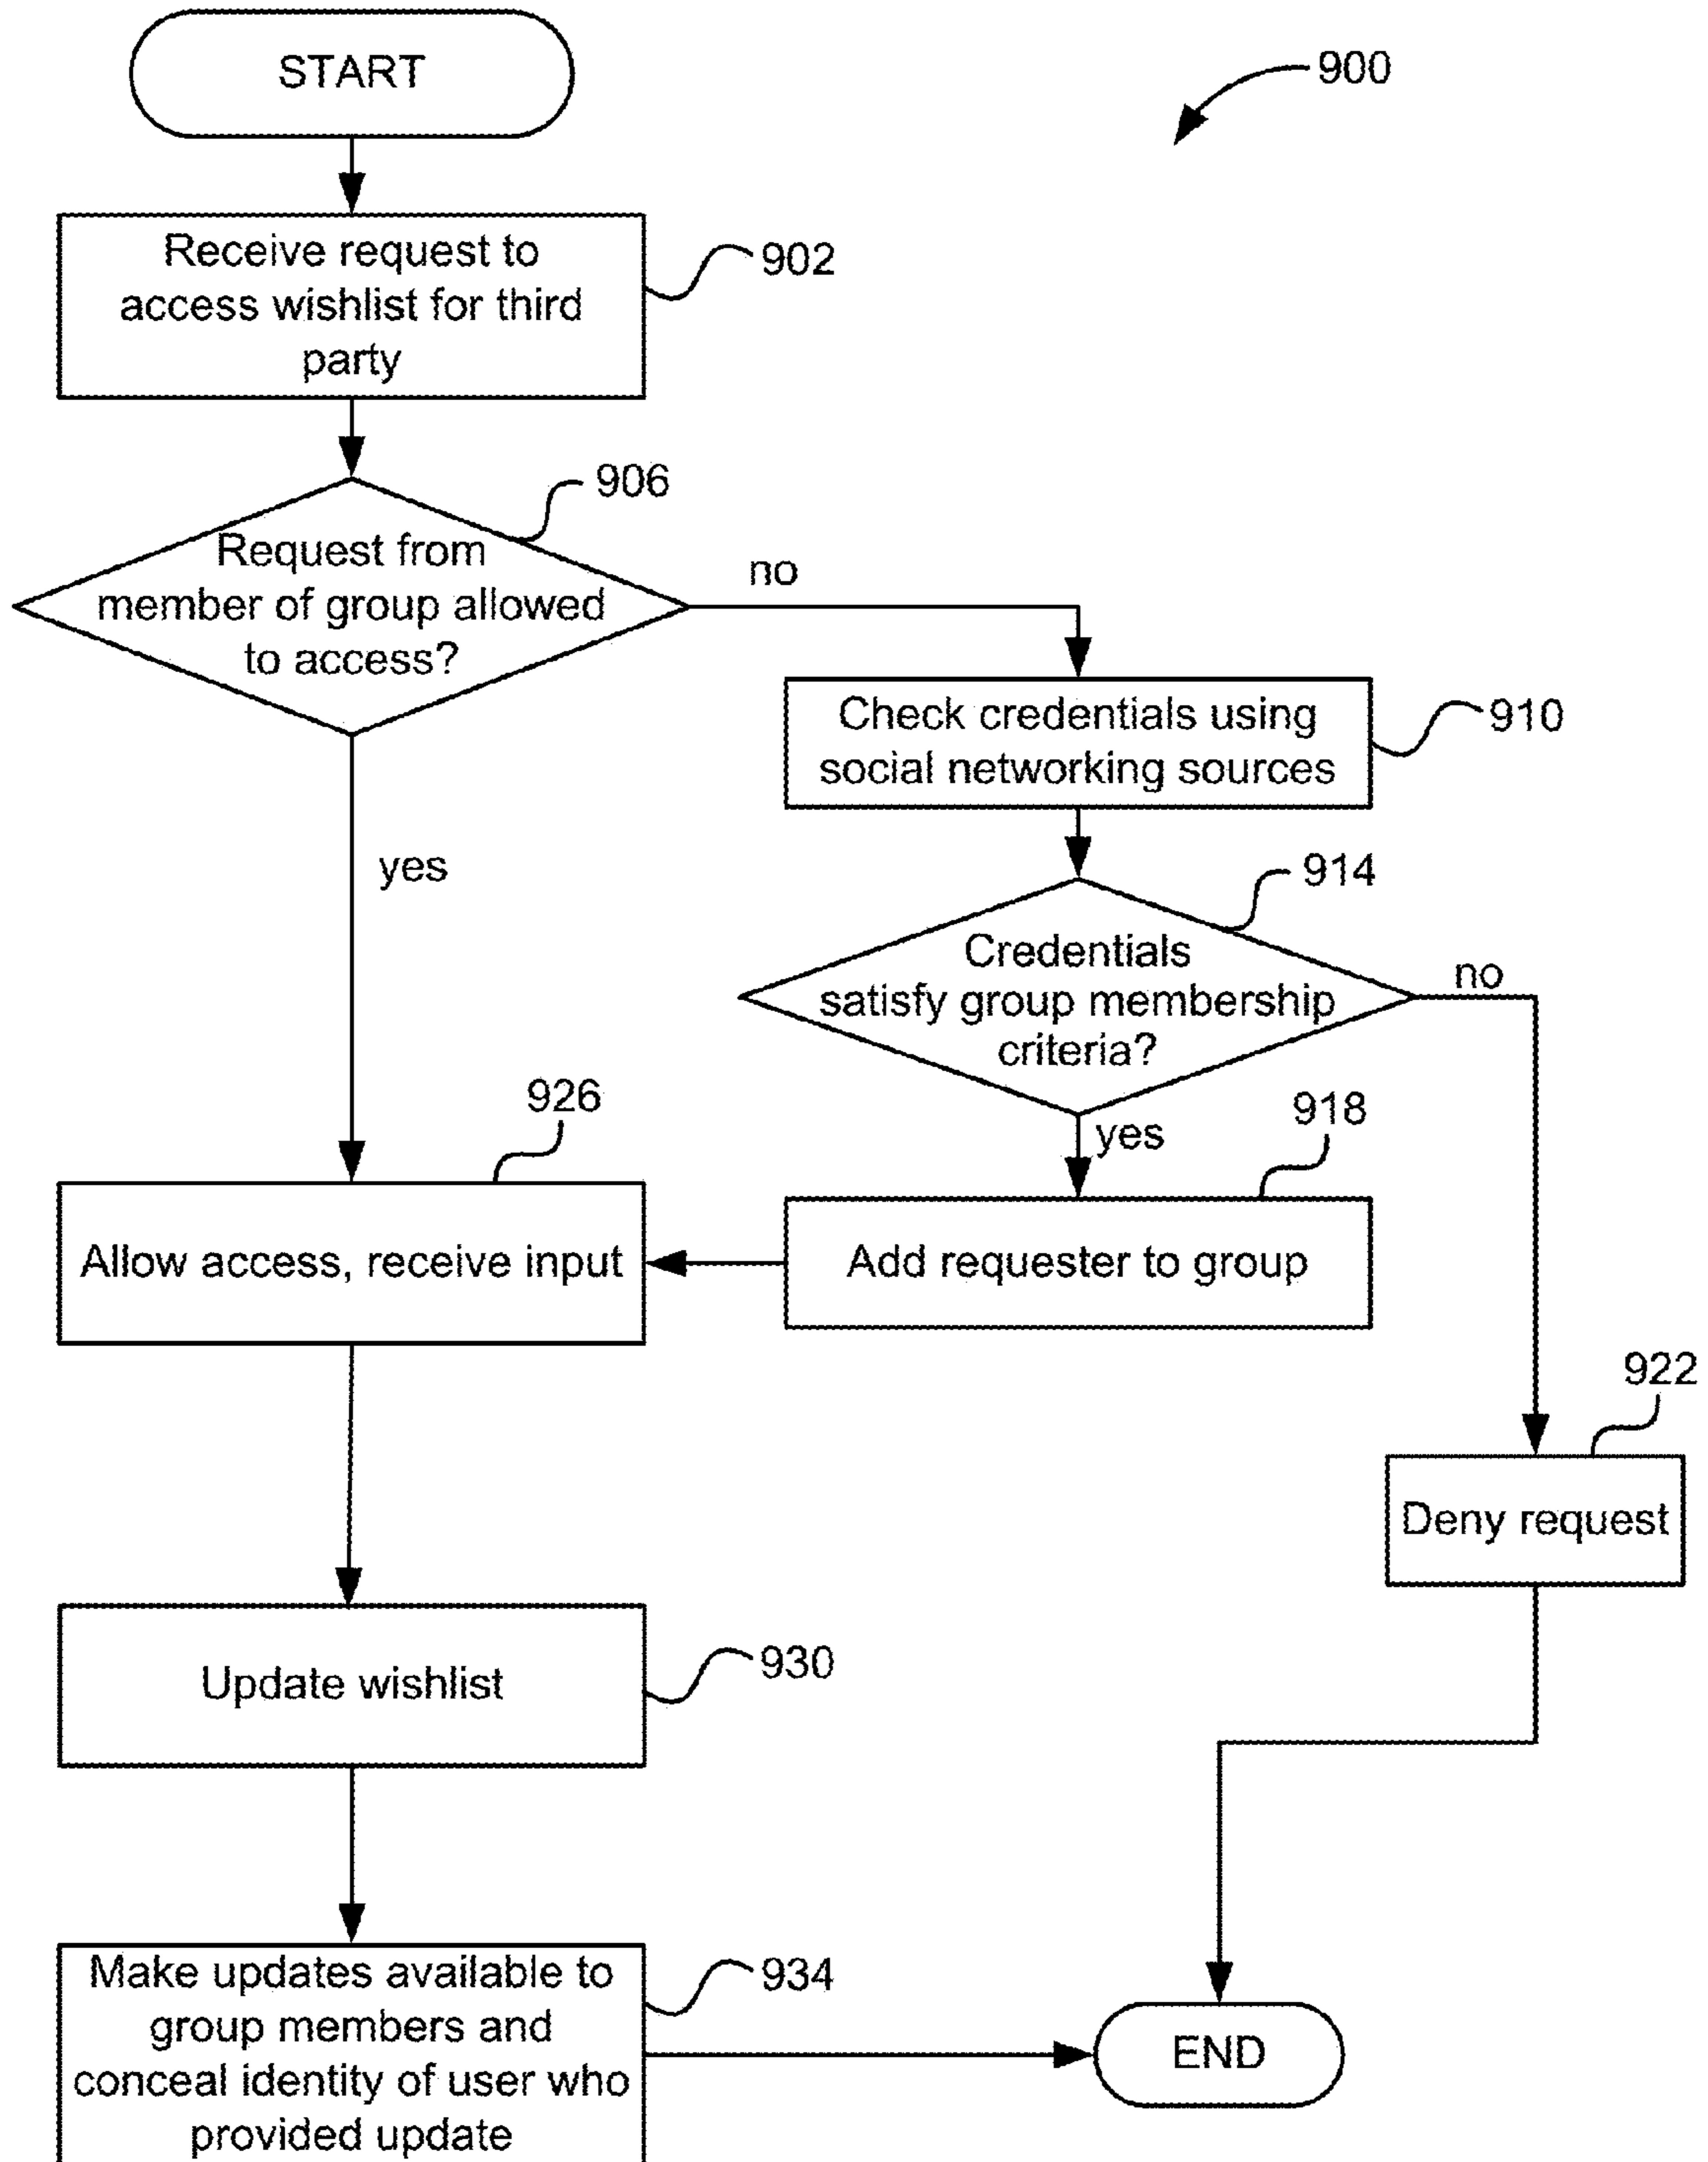 START
900
Receive request to
access wishlist for third
party
902
906
Request from
member of group allowed
to access?
no
yes
Check credentials using
social networking sources
910
914
Credentials
satisfy group membership
criteria?
no
yes
918
Add requester to group
926
Allow access, receive input
922
Deny request
Update wishlist
930
Make updates available to
group members and
conceal identity of user who
provided update
934
END